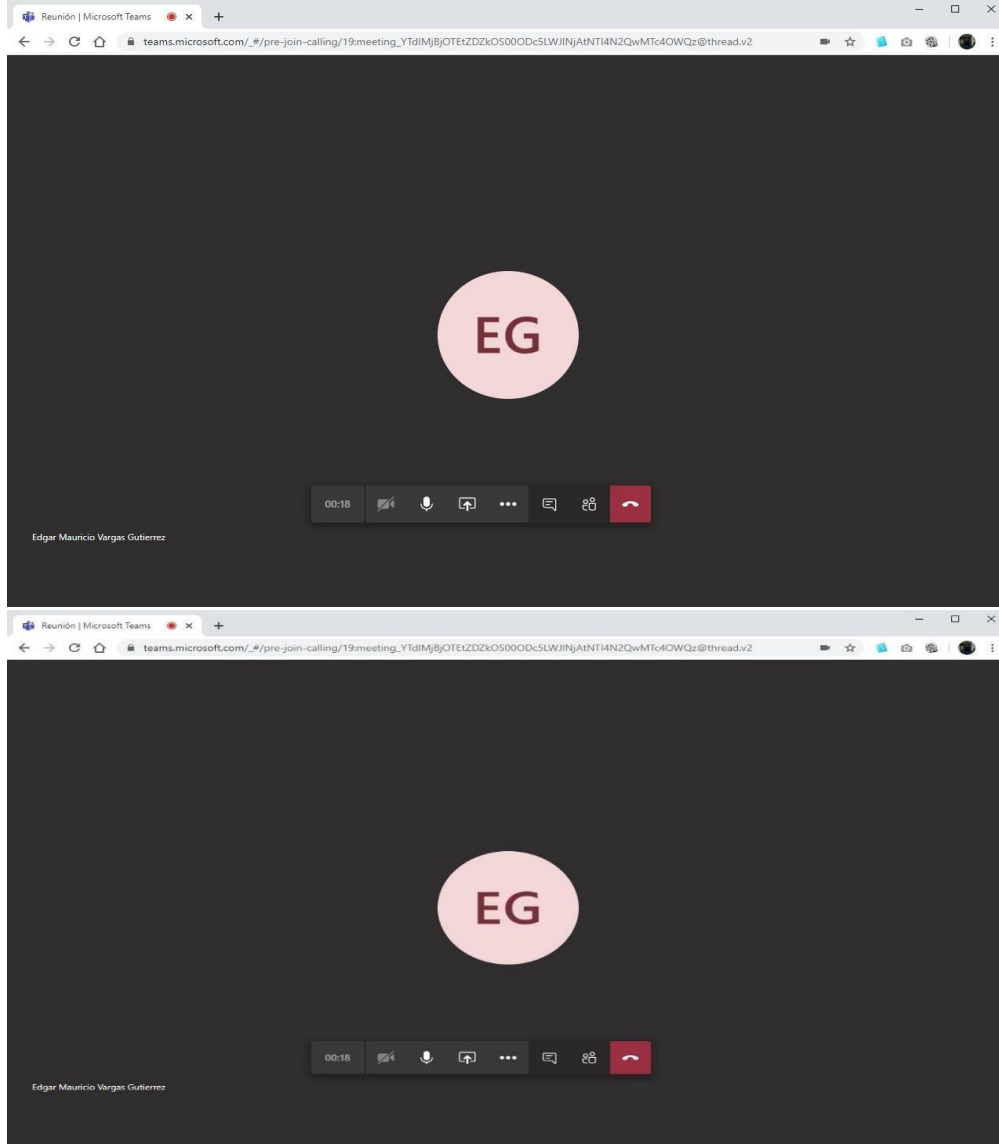 Reunión | Microsoft Teams
teams.microsoft.com/_#/pre-join-calling/19:meeting_YTdIMjBjOTEtZDZkOS00ODc5LWJlNjAtNTI4N2QwMTc4OWQz@thread.v2
EG
00:18
Edgar Mauricio Vargas Gutierrez
Reunión | Microsoft Teams
teams.microsoft.com/_#/pre-join-calling/19:meeting_YTdIMjBjOTEtZDZkOS00ODc5LWJlNjAtNTI4N2QwMTc4OWQz@thread.v2
EG
00:18
Edgar Mauricio Vargas Gutierrez